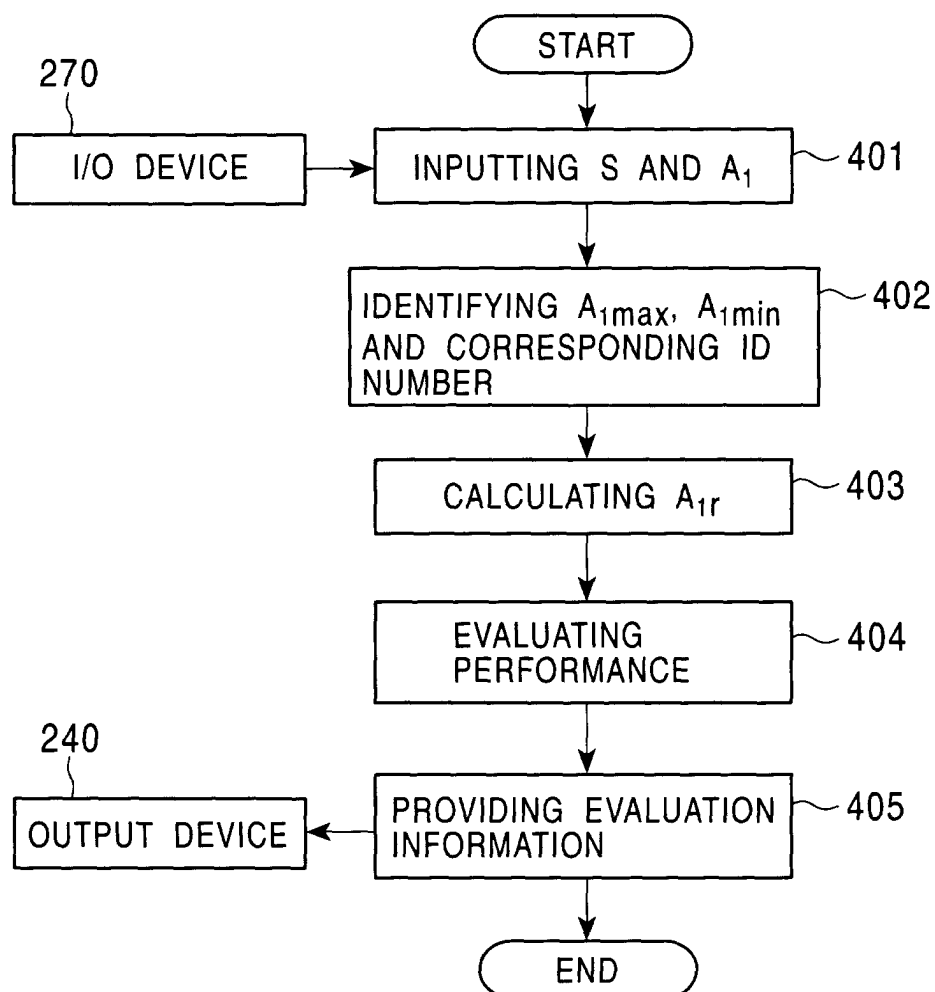 START
270
I/O DEVICE
INPUTTING S AND A₁
401
IDENTIFYING A₁max, A₁min
AND CORRESPONDING ID
NUMBER
402
CALCULATING A₁r
403
EVALUATING
PERFORMANCE
404
240
OUTPUT DEVICE
PROVIDING EVALUATION
INFORMATION
405
END